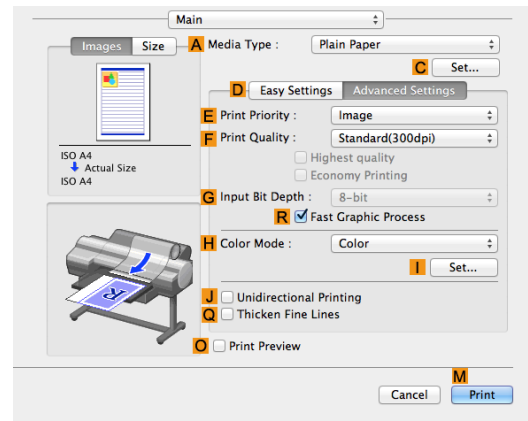 Main
Images Size A Media Type : Plain Paper
C Set...
D Easy Settings Advanced Settings
E Print Priority : Image
F Print Quality : Standard(300dpi)
Highest quality
Economy Printing
ISO A4
Actual Size
ISO A4
G Input Bit Depth : 8-bit
R Fast Graphic Process
H Color Mode : Color
I Set...
R
J Unidirectional Printing
Q Thicken Fine Lines
O Print Preview
M
Cancel Print